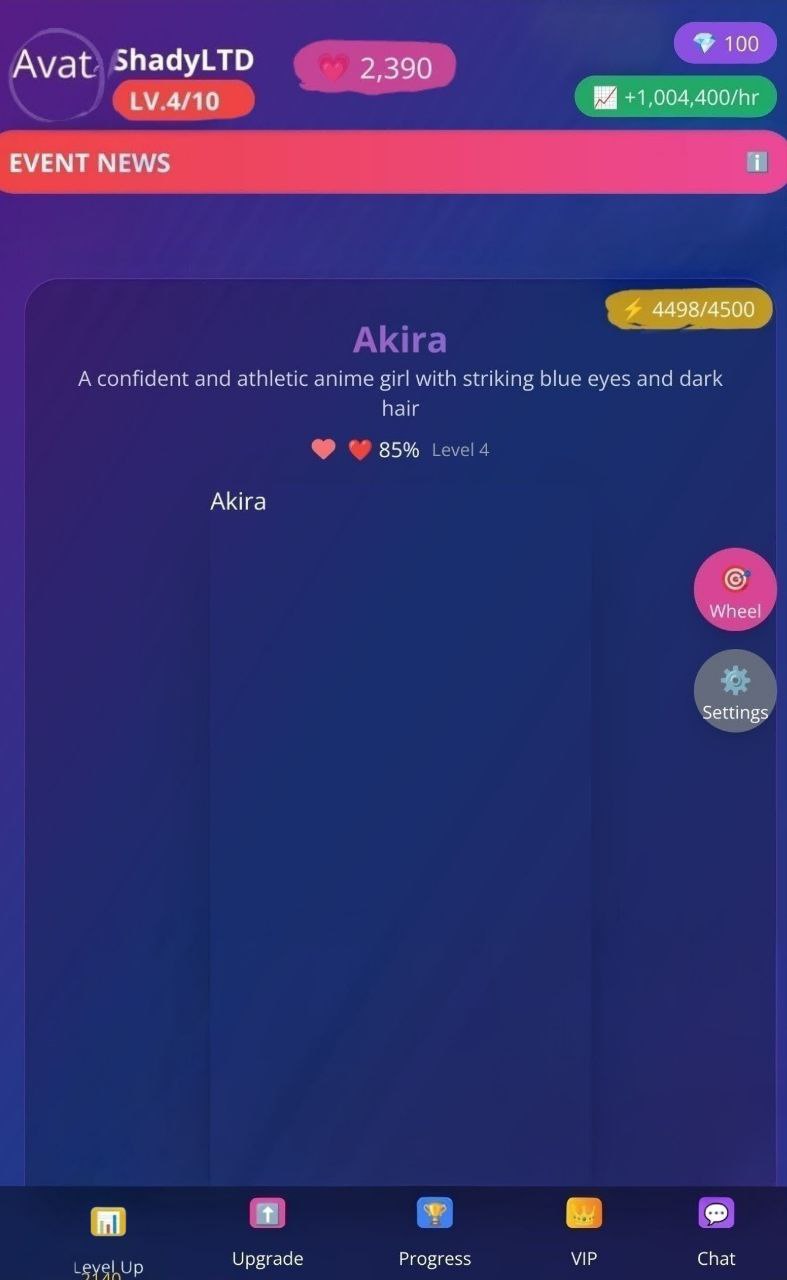 Avat
ShadyLTD
LV.4/10
2,390
100
+1,004,400/hr
EVENT NEWS
4498/4500
Akira
A confident and athletic anime girl with striking blue eyes and dark
hair
85% Level 4
Akira
Wheel
Settings
Level Up
2140
Upgrade
Progress
VIP
Chat